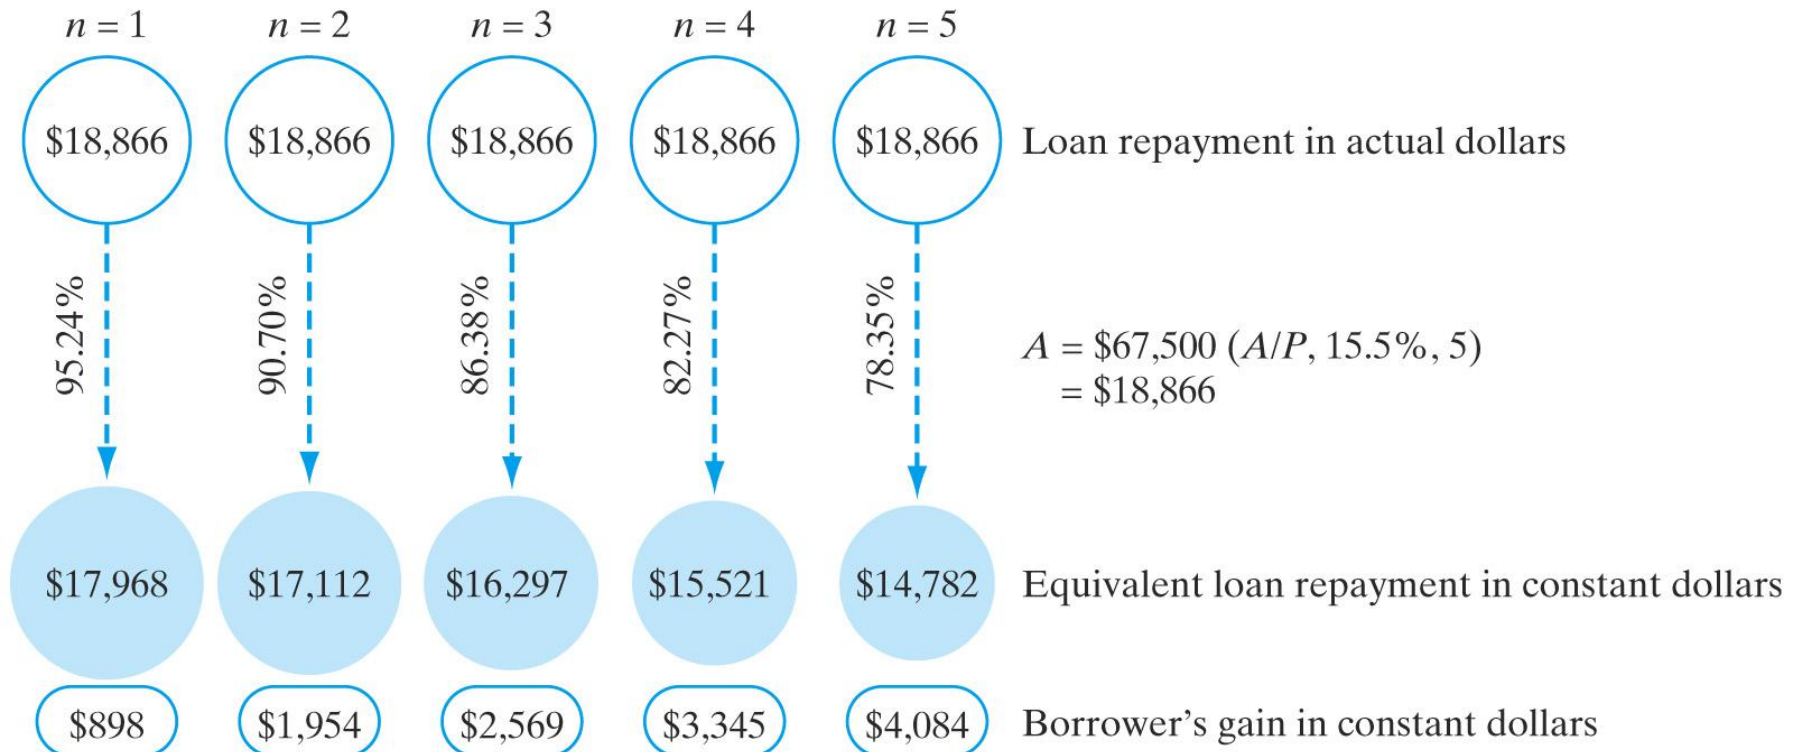 n = 1 n = 2 n = 3 n = 4 n = 5
$18,866 $18,866 $18,866 $18,866 $18,866 Loan repayment in actual dollars
95.24% 90.70% 86.38% 82.27% 78.35%
A = $67,500 (A/P, 15.5%, 5)
= $18,866
$17,968 $17,112 $16,297 $15,521 $14,782 Equivalent loan repayment in constant dollars
$898 $1,954 $2,569 $3,345 $4,084 Borrower’s gain in constant dollars